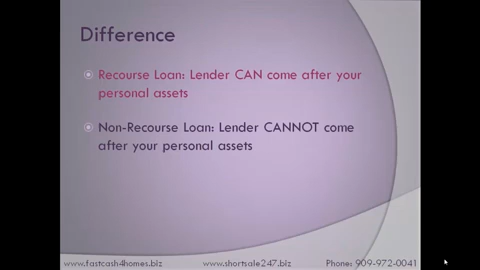 Difference
Recourse Loan: Lender CAN come after your
personal assets
Non-Recourse Loan: Lender CANNOT come
after your personal assets
www.fastcash4homes.biz www.shortsale247.biz Phone: 909-972-0041